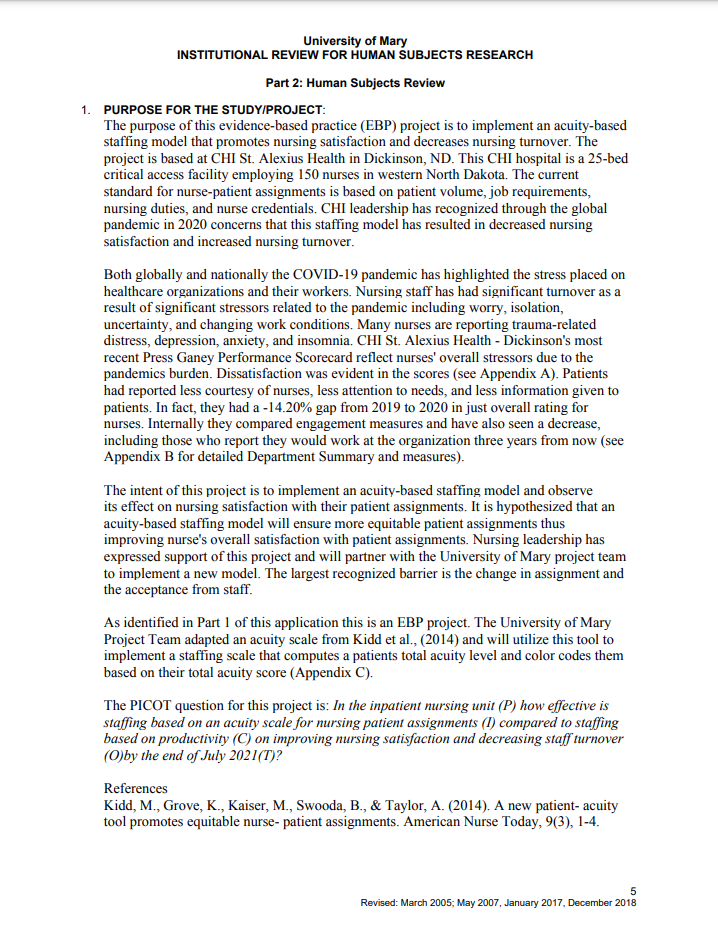 University of Mary
INSTITUTIONAL REVIEW FOR HUMAN SUBJECTS RESEARCH
Part 2: Human Subjects Review
1. PURPOSE FOR THE STUDY/PROJECT:
The purpose of this evidence-based practice (EBP) project is to implement an acuity-based
staffing model that promotes nursing satisfaction and decreases nursing turnover. The
project is based at CHI St. Alexius Health in Dickinson, ND. This CHI hospital is a 25-bed
critical access facility employing 150 nurses in western North Dakota. The current
standard for nurse-patient assignments is based on patient volume, job requirements,
nursing duties, and nurse credentials. CHI leadership has recognized through the global
pandemic in 2020 concerns that this staffing model has resulted in decreased nursing
satisfaction and increased nursing turnover.
Both globally and nationally the COVID-19 pandemic has highlighted the stress placed on
healthcare organizations and their workers. Nursing staff has had significant turnover as a
result of significant stressors related to the pandemic including worry, isolation,
uncertainty, and changing work conditions. Many nurses are reporting trauma-related
distress, depression, anxiety, and insomnia. CHI St. Alexius Health - Dickinson's most
recent Press Ganey Performance Scorecard reflect nurses' overall stressors due to the
pandemics burden. Dissatisfaction was evident in the scores (see Appendix A). Patients
had reported less courtesy of nurses, less attention to needs, and less information given to
patients. In fact, they had a -14.20% gap from 2019 to 2020 in just overall rating for
nurses. Internally they compared engagement measures and have also seen a decrease,
including those who report they would work at the organization three years from now (see
Appendix B for detailed Department Summary and measures).
The intent of this project is to implement an acuity-based staffing model and observe
its effect on nursing satisfaction with their patient assignments. It is hypothesized that an
acuity-based staffing model will ensure more equitable patient assignments thus
improving nurse's overall satisfaction with patient assignments. Nursing leadership has
expressed support of this project and will partner with the University of Mary project team
to implement a new model. The largest recognized barrier is the change in assignment and
the acceptance from staff.
As identified in Part 1 of this application this is an EBP project. The University of Mary
Project Team adapted an acuity scale from Kidd et al., (2014) and will utilize this tool to
implement a staffing scale that computes a patients total acuity level and color codes them
based on their total acuity score (Appendix C).
The PICOT question for this project is: In the inpatient nursing unit (P) how effective is
staffing based on an acuity scale for nursing patient assignments (I) compared to staffing
based on productivity (C) on improving nursing satisfaction and decreasing staff turnover
(O)by the end of July 2021(T)?
References
Kidd, M., Grove, K., Kaiser, M., Swooda, B., & Taylor, A. (2014). A new patient- acuity
tool promotes equitable nurse- patient assignments. American Nurse Today, 9(3), 1-4.
5
Revised: March 2005; May 2007, January 2017, December 2018